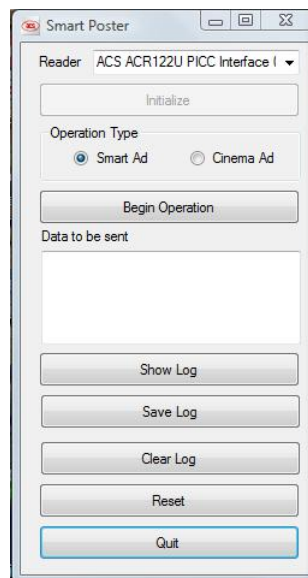 Smart Poster
Reader ACS ACR122U PICC Interface (
Initialize
Operation Type
Smart Ad Cinema Ad
Begin Operation
Data to be sent
Show Log
Save Log
Clear Log
Reset
Quit